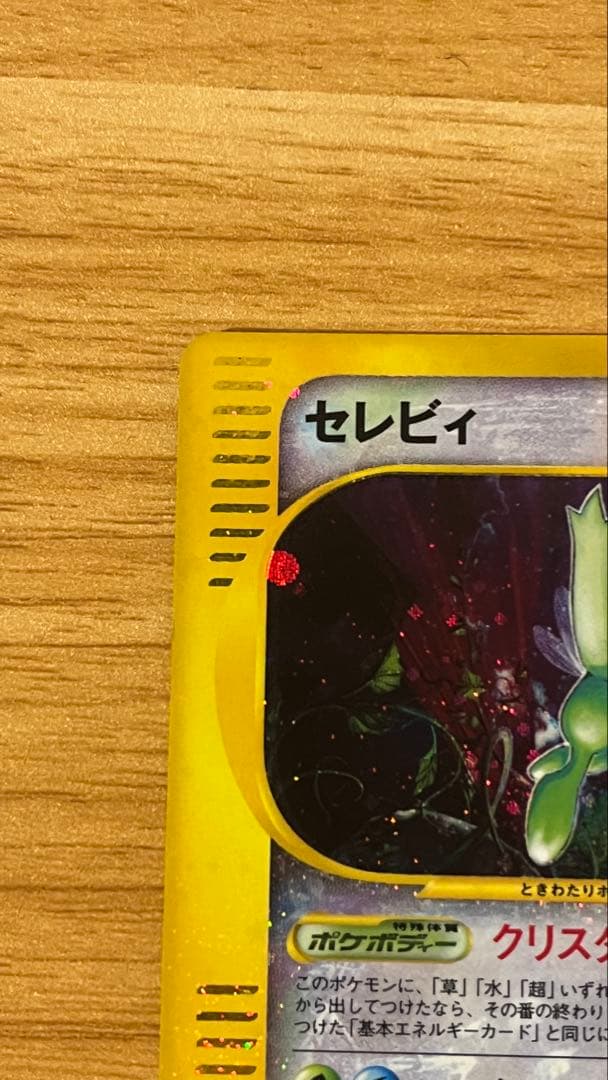 セレビィ
ときわたりポ
特殊体質
ポケボディー クリスタ
このポケモンに、「草」「水」「超」いずれ
から出してつけたなら、その番の終わり
つけた「基本エネルギーカード」と同じに